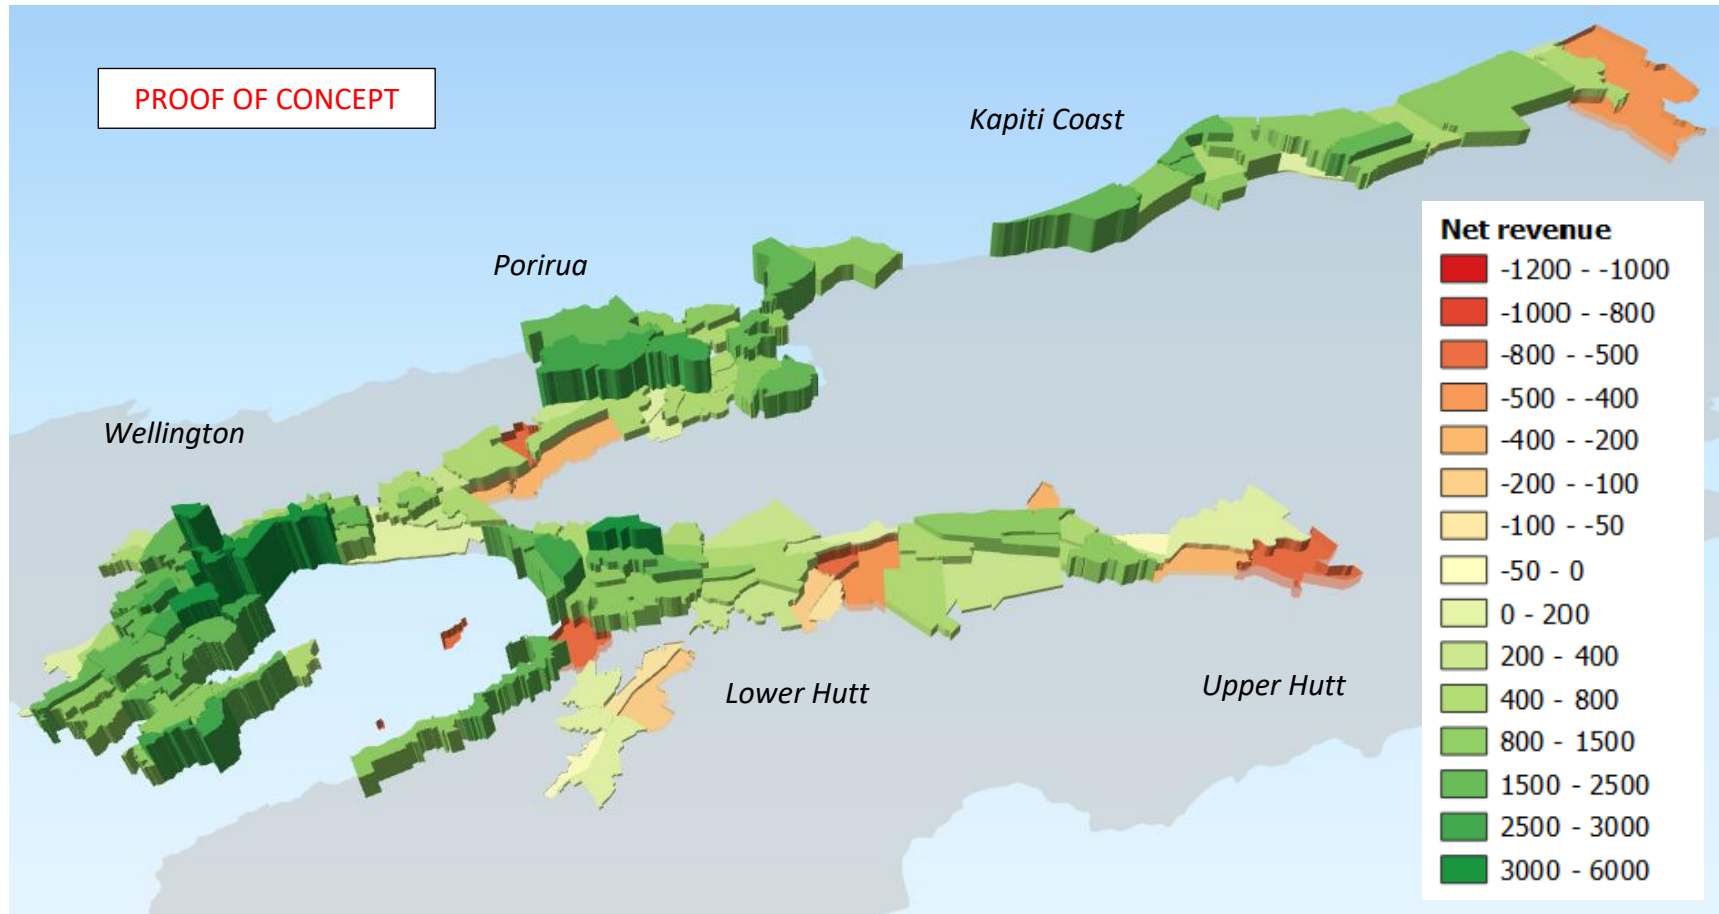 PROOF OF CONCEPT
Kapiti Coast
Porirua
Wellington
Lower Hutt
Upper Hutt
Net revenue
-1200 - -1000
-1000 - -800
-800 - -500
-500 - -400
-400 - -200
-200 - -100
-100 - -50
-50 - 0
0 - 200
200 - 400
400 - 800
800 - 1500
1500 - 2500
2500 - 3000
3000 - 6000